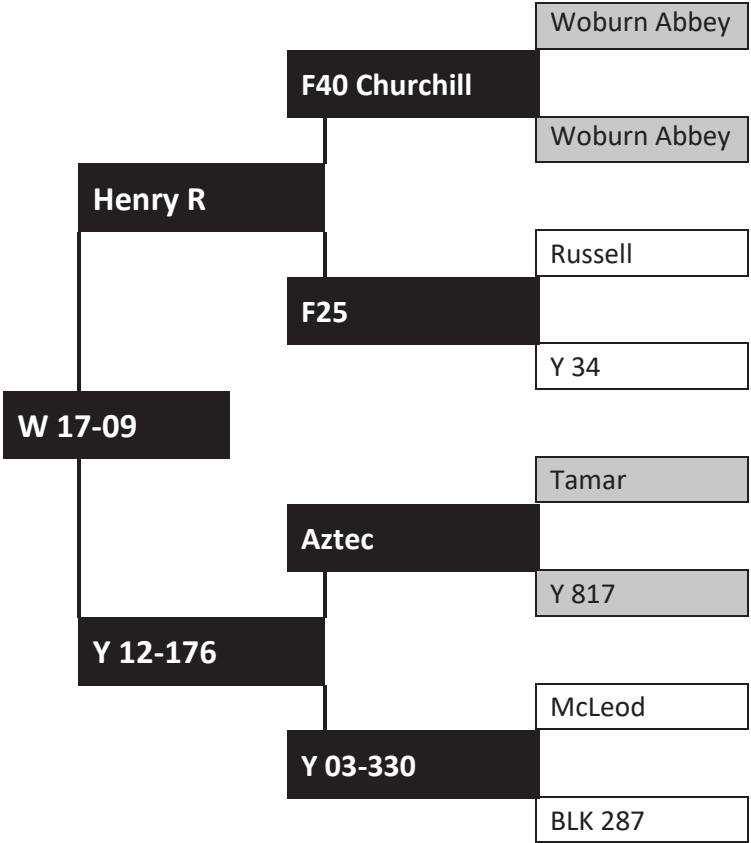 Woburn Abbey
F40 Churchill
Woburn Abbey
Henry R
Russell
F25
Y 34
W 17-09
Tamar
Aztec
Y 817
Y 12-176
McLeod
Y 03-330
BLK 287